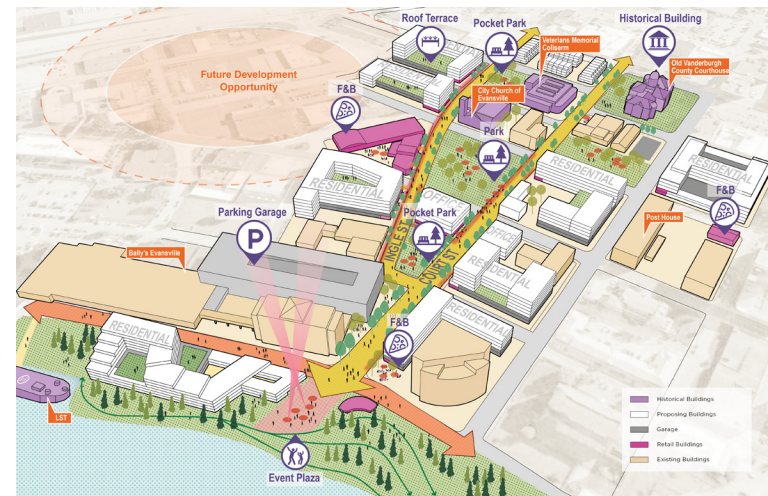 Roof Terrace
Pocket Park
Historical Building
Veterans Memorial
Coliserm
Old Vanderburgh
County Courthouse
Future Development
Opportunity
City Church of
Evansville
F&B
Park
RESIDENTIAL
RESIDENTIAL
RESIDENTIAL
F&B
OFFICE
Parking Garage
P
Pocket Park
Post House
INGLE ST
COURT ST
OFFICE
Bally's Evansville
RESIDENTIAL
RESIDENTIAL
F&B
RESIDENTIAL
LST
Event Plaza
Historical Buildings
Proposing Buildings
Garage
Retail Buildings
Existing Buildings